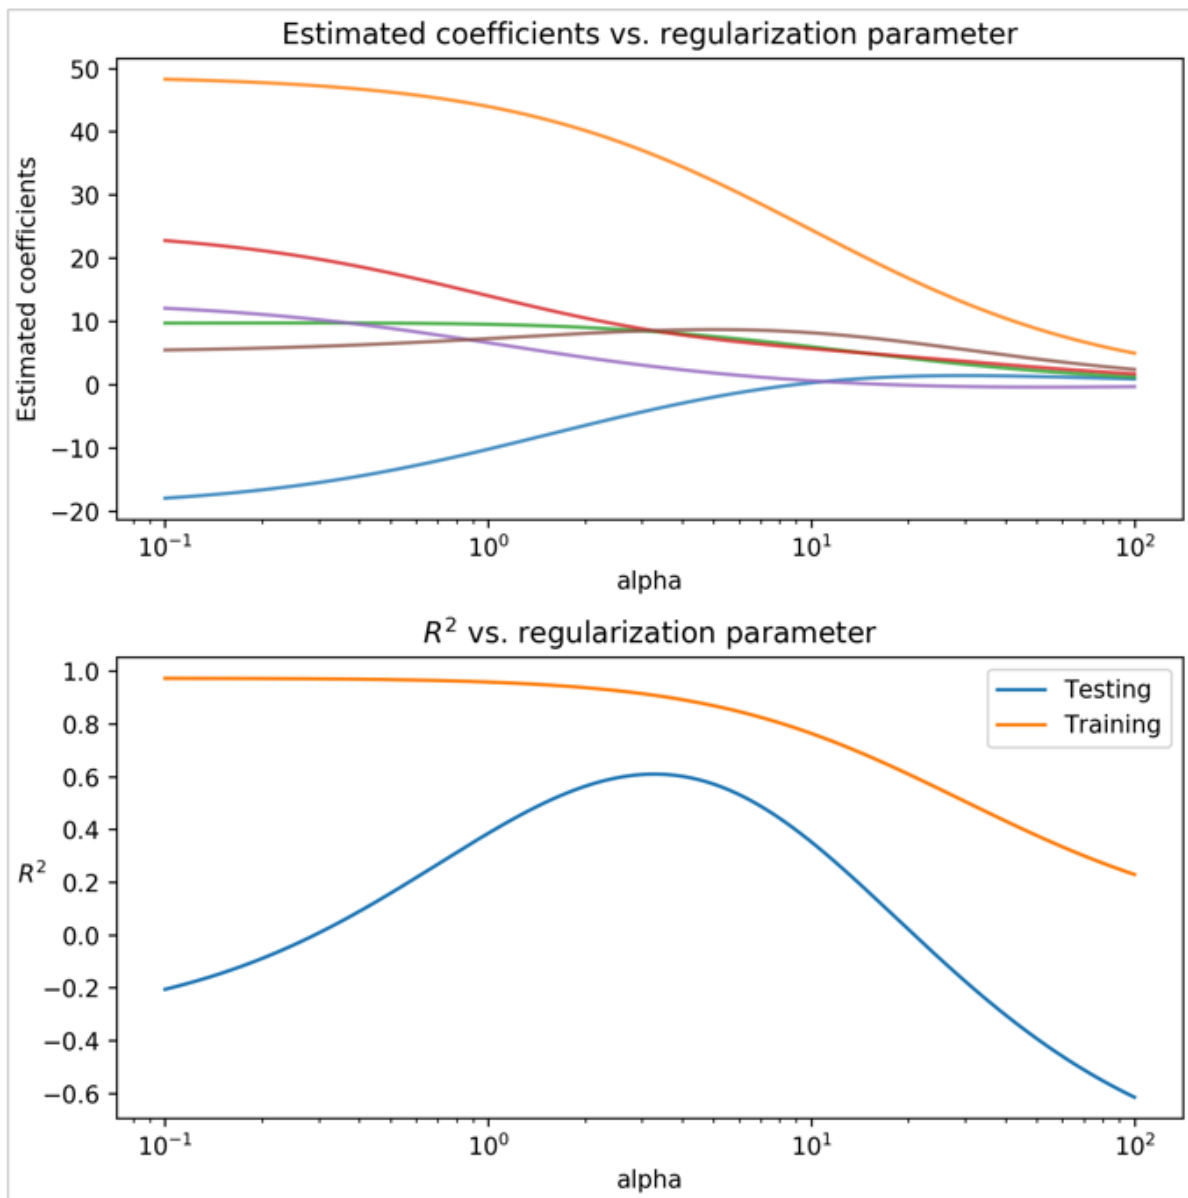 Estimated coefficients vs. regularization parameter
50
40
30
20
10
0
−10
−20
Estimated coefficients
10⁻¹ 10⁰ 10¹ 10²
alpha
R² vs. regularization parameter
1.0
0.8
0.6
0.4
0.2
0.0
−0.2
−0.4
−0.6
R²
Testing
Training
10⁻¹ 10⁰ 10¹ 10²
alpha